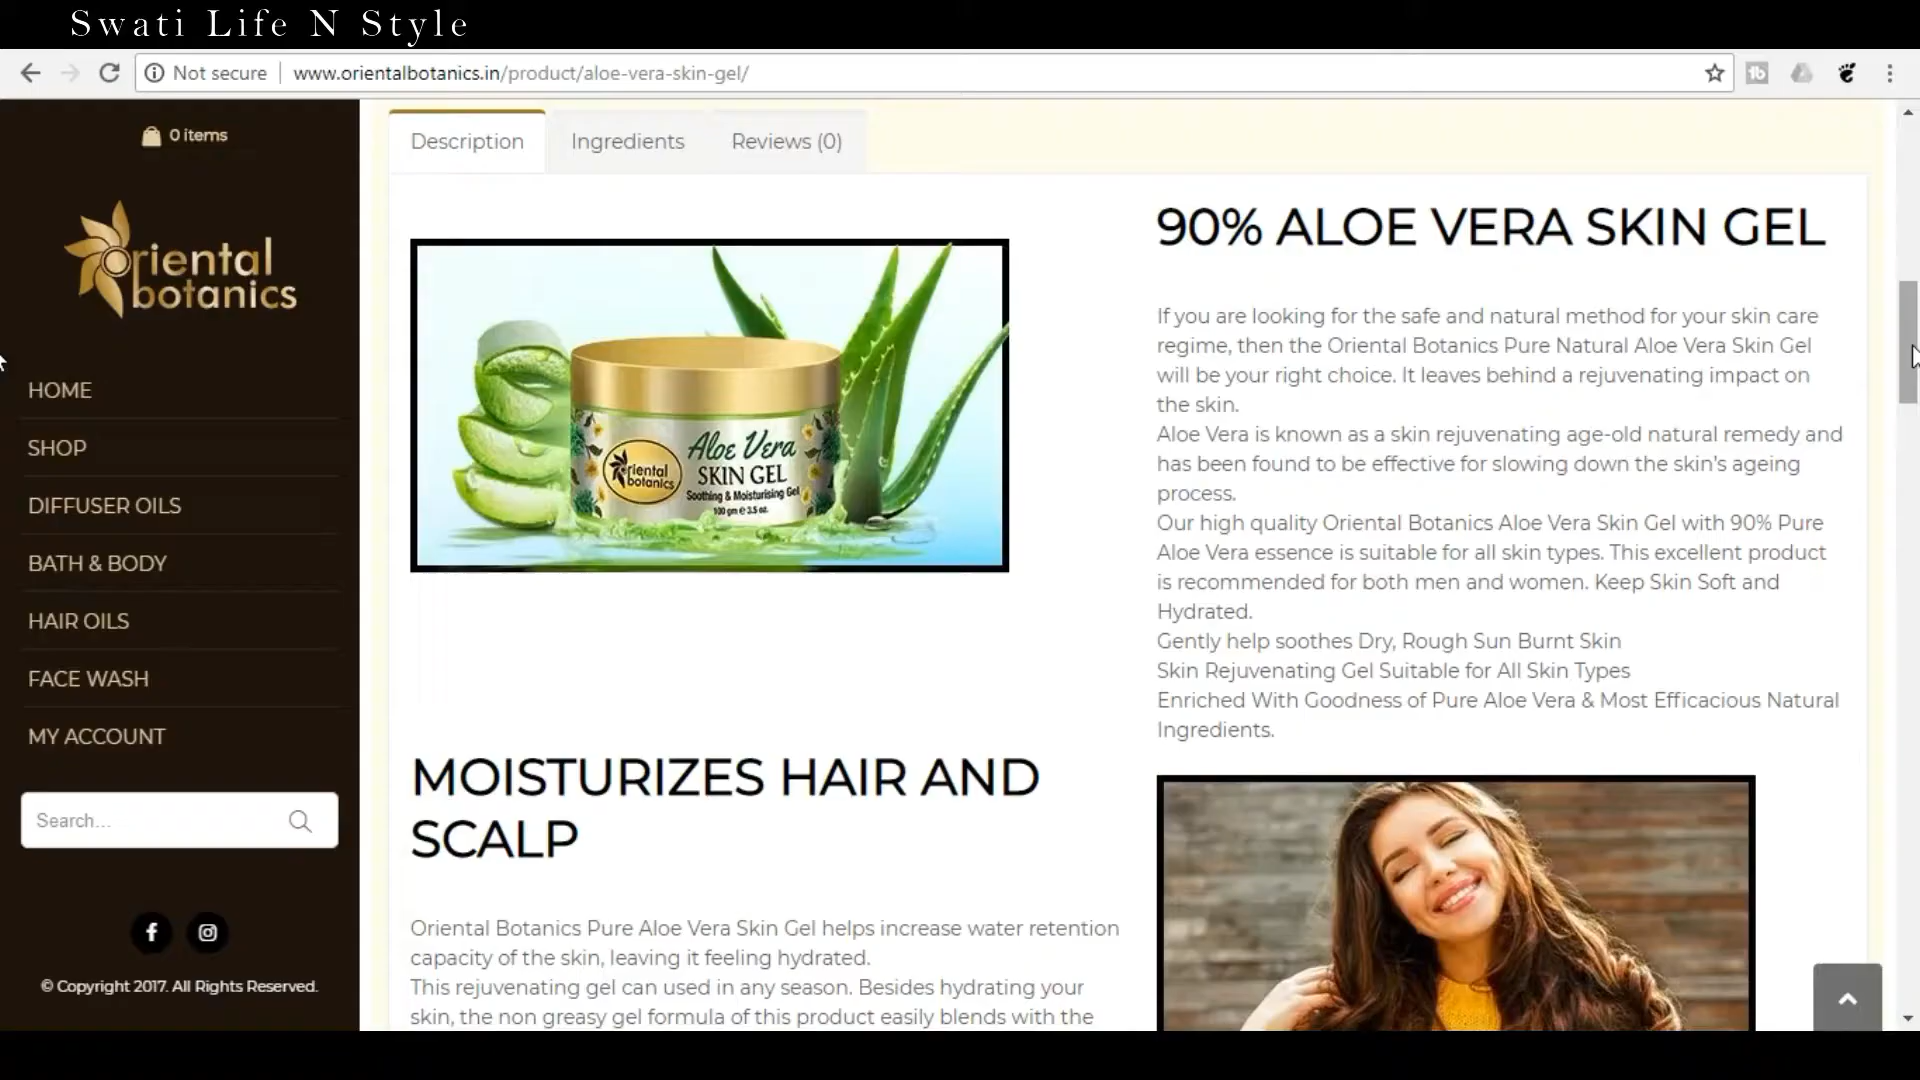 Swati Life N Style
Not secure
www.orientalbotanics.in/product/aloe-vera-skin-gel/
0 items
Oriental
botanics
HOME
SHOP
DIFFUSER OILS
BATH & BODY
HAIR OILS
FACE WASH
MY ACCOUNT
Search...
© Copyright 2017. All Rights Reserved.
Description
Ingredients
Reviews (0)
Oriental
botanics
Aloe Vera
SKIN GEL
Soothing & Moisturising Gel
100 gm e 3.5 oz.
90% ALOE VERA SKIN GEL
If you are looking for the safe and natural method for your skin care
regime, then the Oriental Botanics Pure Natural Aloe Vera Skin Gel
will be your right choice. It leaves behind a rejuvenating impact on
the skin.
Aloe Vera is known as a skin rejuvenating age-old natural remedy and
has been found to be effective for slowing down the skin's ageing
process.
Our high quality Oriental Botanics Aloe Vera Skin Gel with 90% Pure
Aloe Vera essence is suitable for all skin types. This excellent product
is recommended for both men and women. Keep Skin Soft and
Hydrated.
Gently help soothes Dry, Rough Sun Burnt Skin
Skin Rejuvenating Gel Suitable for All Skin Types
Enriched With Goodness of Pure Aloe Vera & Most Efficacious Natural
Ingredients.
MOISTURIZES HAIR AND
SCALP
Oriental Botanics Pure Aloe Vera Skin Gel helps increase water retention
capacity of the skin, leaving it feeling hydrated.
This rejuvenating gel can used in any season. Besides hydrating your
skin, the non greasy gel formula of this product easily blends with the